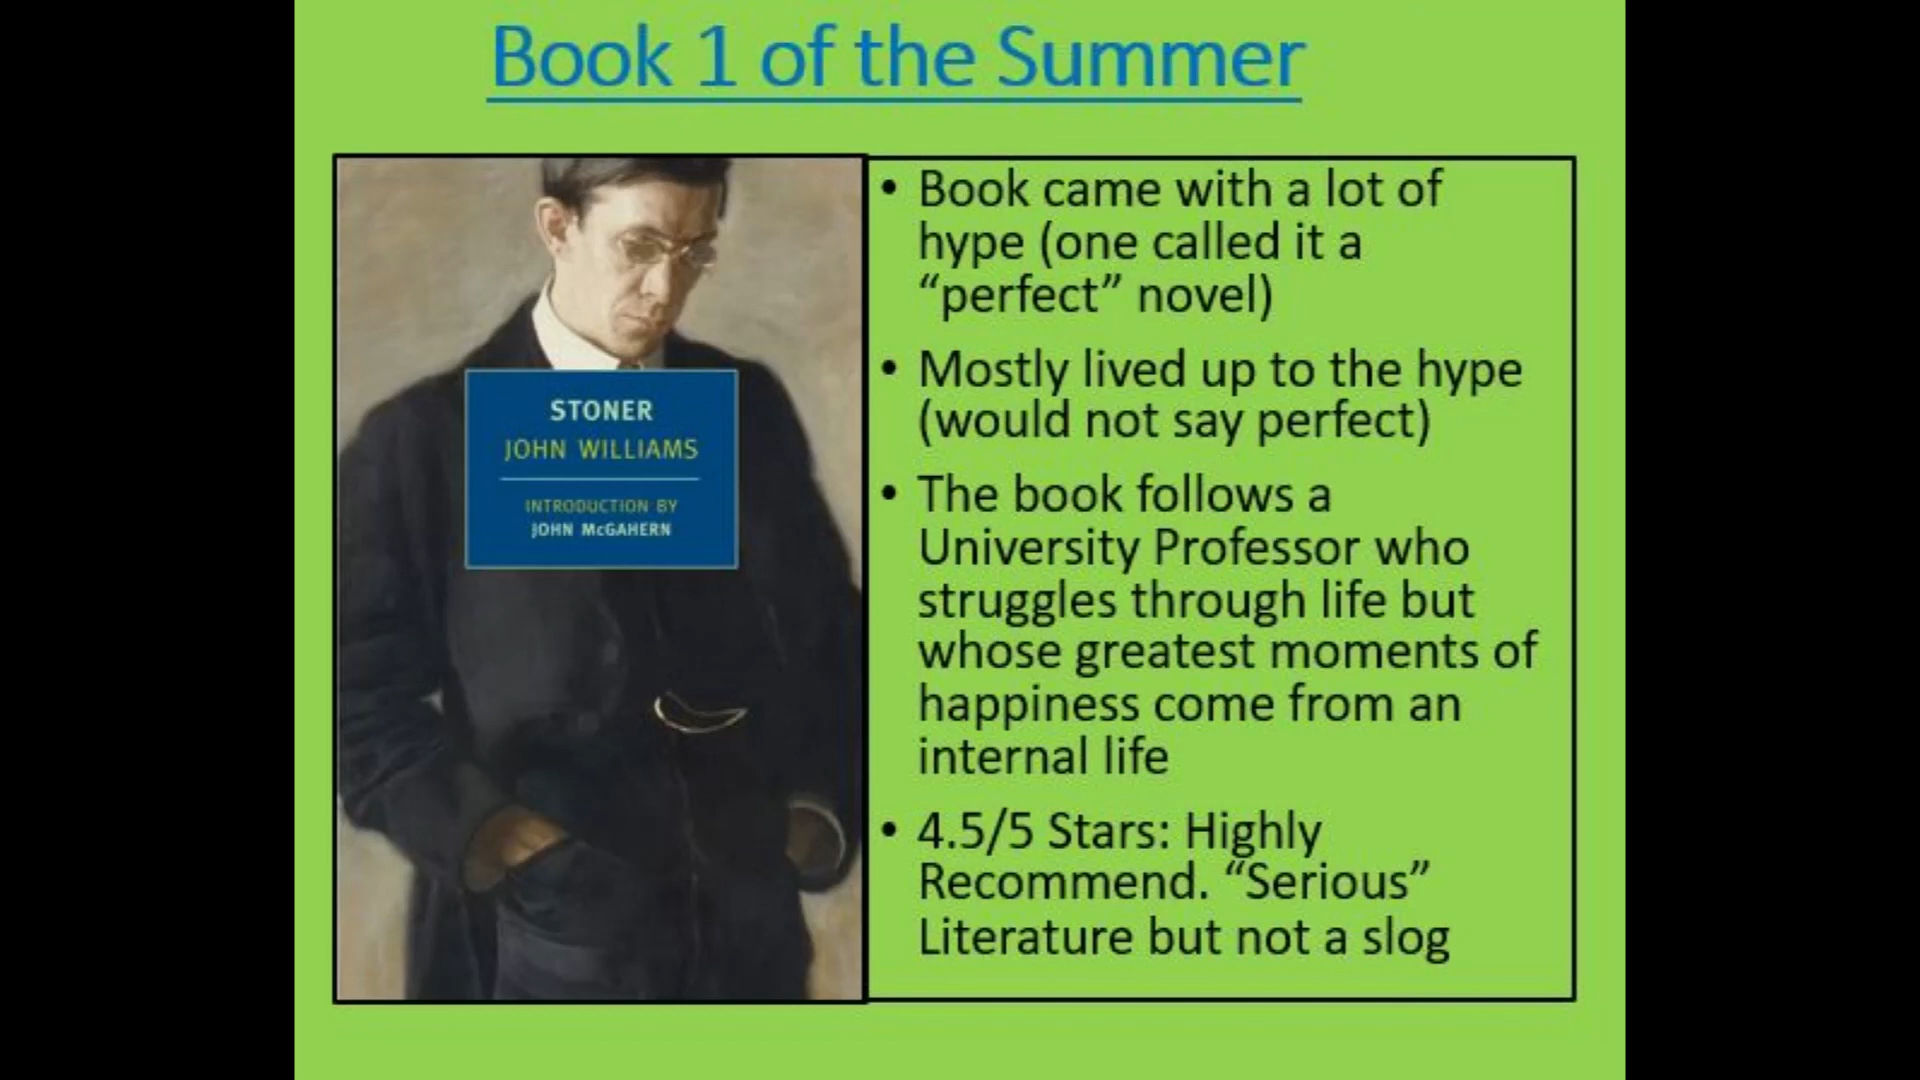 Book 1 of the Summer
STONER
JOHN WILLIAMS
INTRODUCTION BY
JOHN McGAHERN
• Book came with a lot of
hype (one called it a
“perfect” novel)
• Mostly lived up to the hype
(would not say perfect)
• The book follows a
University Professor who
struggles through life but
whose greatest moments of
happiness come from an
internal life
• 4.5/5 Stars: Highly
Recommend. “Serious”
Literature but not a slog